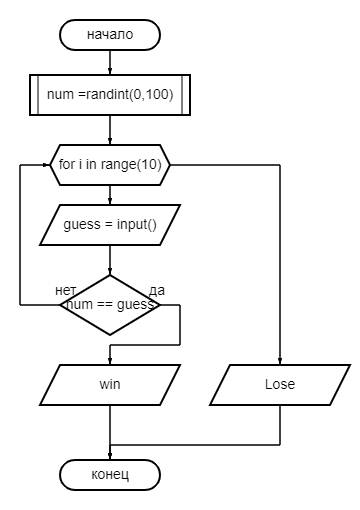 начало
num =randint(0,100)
for i in range(10)
guess = input()
нет
да
num == guess
win
Lose
конец